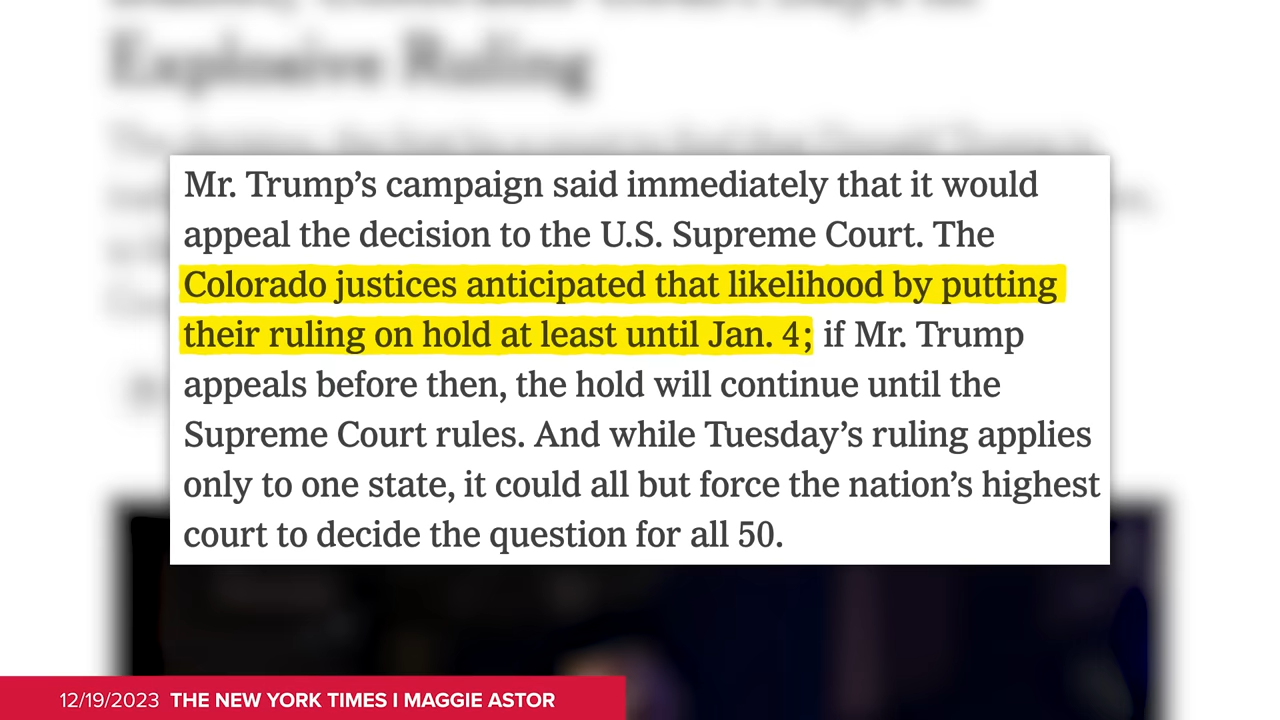 Explosive Ruling
Mr. Trump’s campaign said immediately that it would
appeal the decision to the U.S. Supreme Court. The
Colorado justices anticipated that likelihood by putting
their ruling on hold at least until Jan. 4; if Mr. Trump
appeals before then, the hold will continue until the
Supreme Court rules. And while Tuesday’s ruling applies
only to one state, it could all but force the nation’s highest
court to decide the question for all 50.
12/19/2023 THE NEW YORK TIMES I MAGGIE ASTOR